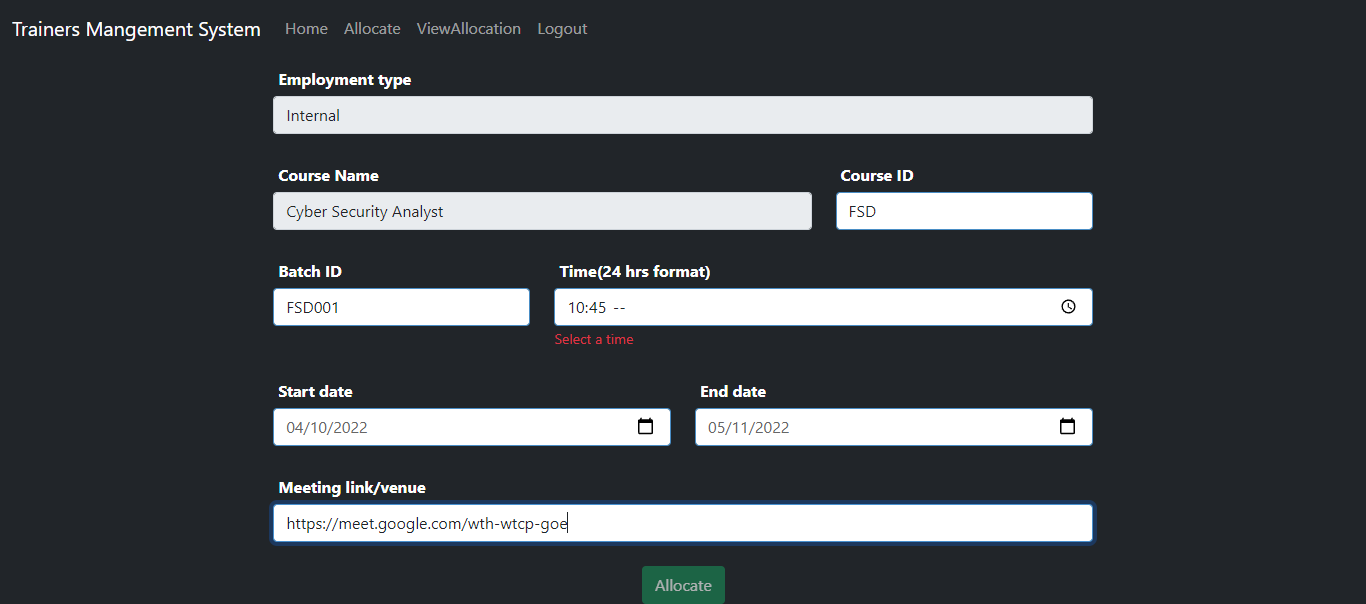 Trainers Mangement System Home Allocate ViewAllocation Logout
Employment type
Internal
Course Name Course ID
Cyber Security Analyst FSD
Batch ID Time(24 hrs format)
FSD001 10:45 --
Select a time
Start date End date
04/10/2022 05/11/2022
Meeting link/venue
https://meet.google.com/wth-wtcp-goe
Allocate